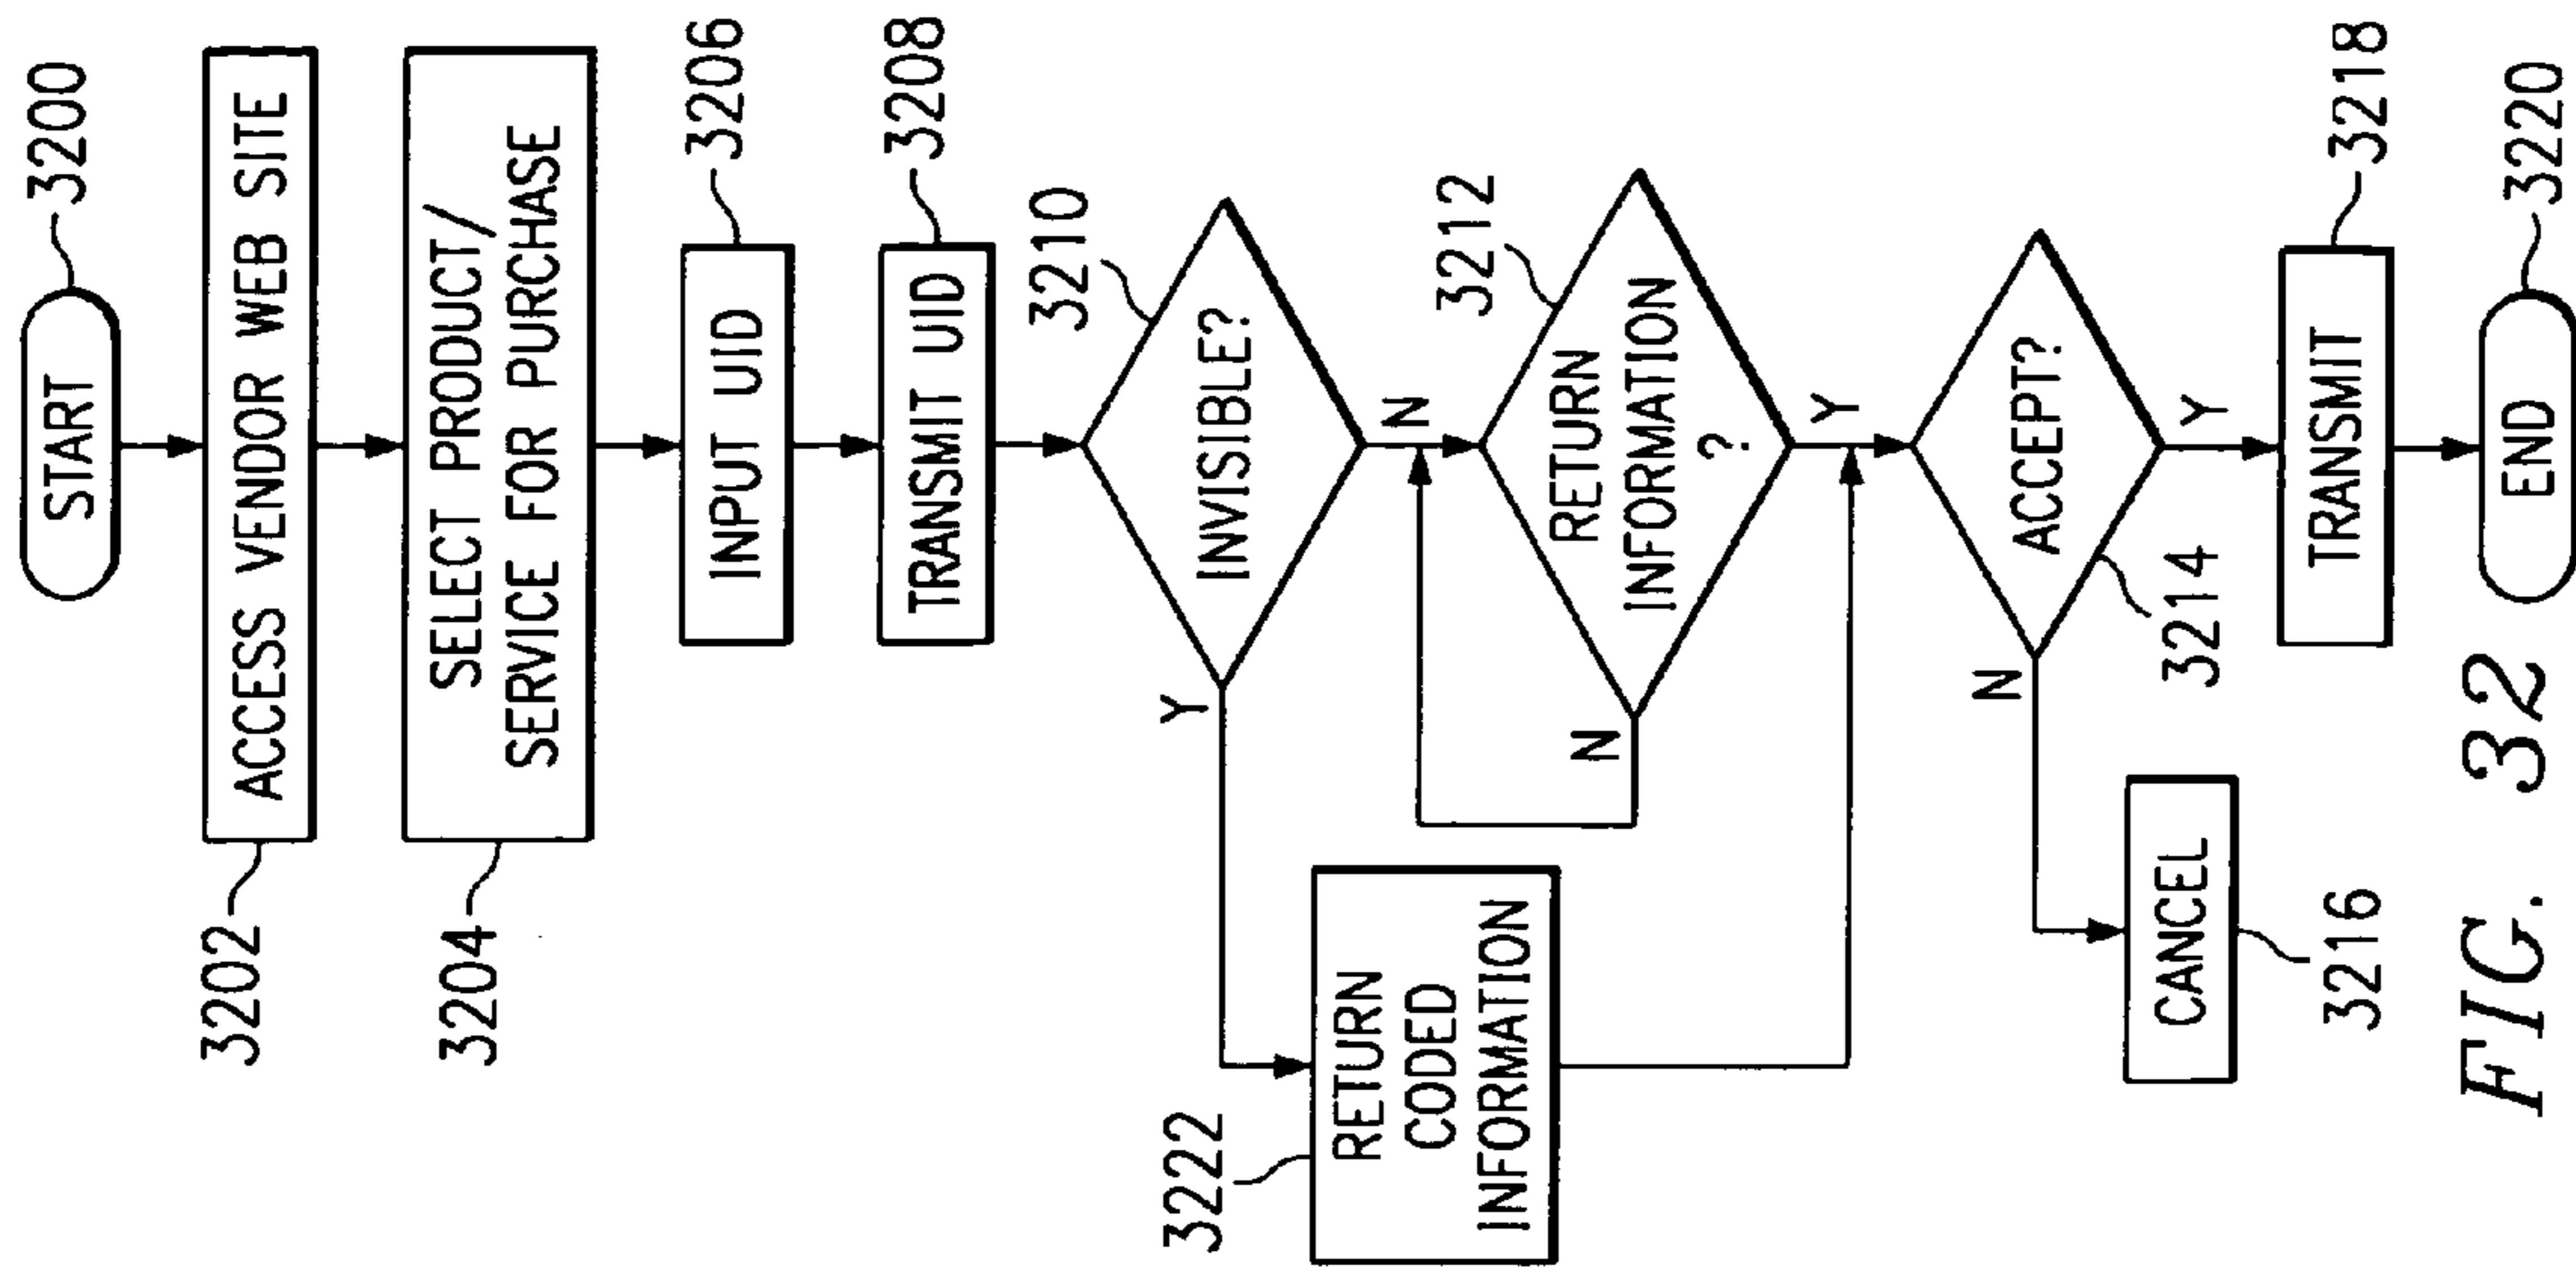 START
3200
ACCESS VENDOR WEB SITE
3202
SELECT PRODUCT/
SERVICE FOR PURCHASE
3204
INPUT UID
3206
TRANSMIT UID
3208
INVISIBLE?
3210
Y
N
3222
RETURN
CODED
INFORMATION
RETURN
INFORMATION
?
3212
N
Y
ACCEPT?
3214
N
Y
CANCEL
3216
TRANSMIT
3218
END
3220
FIG. 32